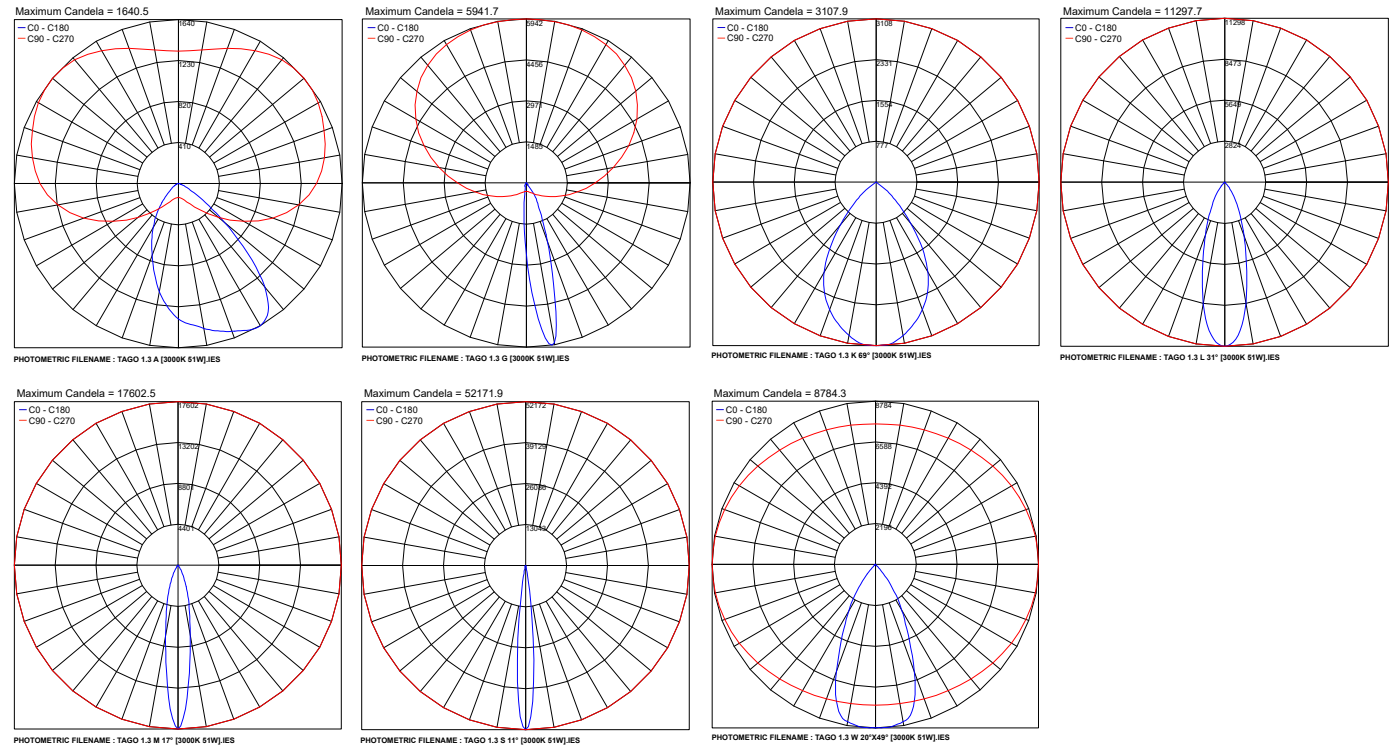 Maximum Candela = 1640.5
C0 - C180
C90 - C270
1640
1230
820
410
PHOTOMETRIC FILENAME : TAGO 1.3 A [3000K 51W].IES
Maximum Candela = 5941.7
C0 - C180
C90 - C270
5942
4456
2971
1485
PHOTOMETRIC FILENAME : TAGO 1.3 G [3000K 51W].IES
Maximum Candela = 3107.9
C0 - C180
C90 - C270
3108
2331
1554
777
PHOTOMETRIC FILENAME : TAGO 1.3 K 69° [3000K 51W].IES
Maximum Candela = 11297.7
C0 - C180
C90 - C270
11298
8473
5649
2824
PHOTOMETRIC FILENAME : TAGO 1.3 L 31° [3000K 51W].IES
Maximum Candela = 17602.5
C0 - C180
C90 - C270
17602
13202
8801
4401
PHOTOMETRIC FILENAME : TAGO 1.3 M 17° [3000K 51W].IES
Maximum Candela = 52171.9
C0 - C180
C90 - C270
52172
39129
26086
13043
PHOTOMETRIC FILENAME : TAGO 1.3 S 11° [3000K 51W].IES
Maximum Candela = 8784.3
C0 - C180
C90 - C270
8784
6588
4392
2196
PHOTOMETRIC FILENAME : TAGO 1.3 W 20°X49° [3000K 51W].IES